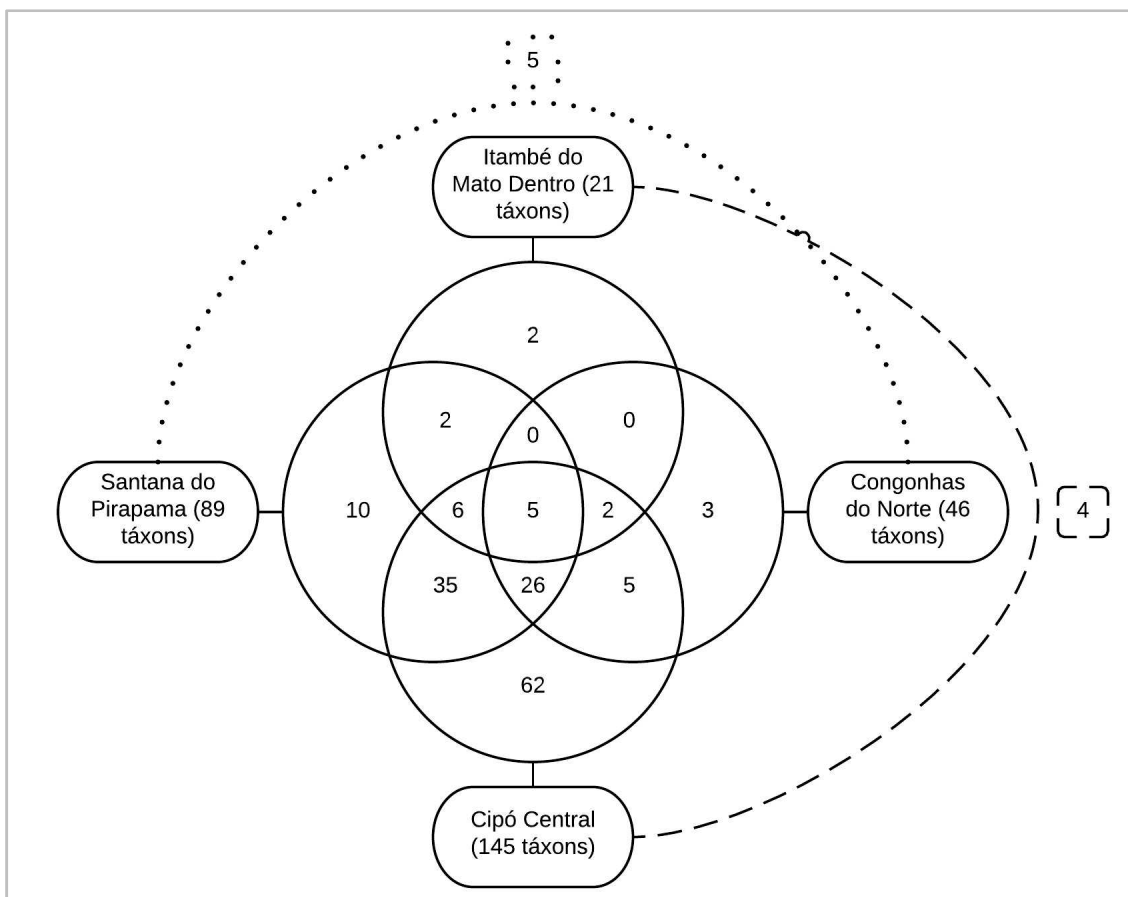 5
Itambé do
Mato Dentro (21
táxons)
2
2
0
0
Santana do
Pirapama (89
táxons)
10
6
5
2
3
Congonhas
do Norte (46
táxons)
4
35
26
5
62
Cipó Central
(145 táxons)